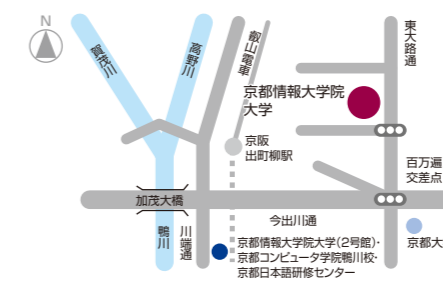 N
賀茂川
高野川
叡山電車
東大路通
京都情報大学院
大学
京阪
出町柳駅
百万遍
交差点
加茂大橋
今出川通
鴨川
川端通
京都情報大学院大学(2号館)・
京都コンピュータ学院鴨川校・
京都日本語研修センター
京都大